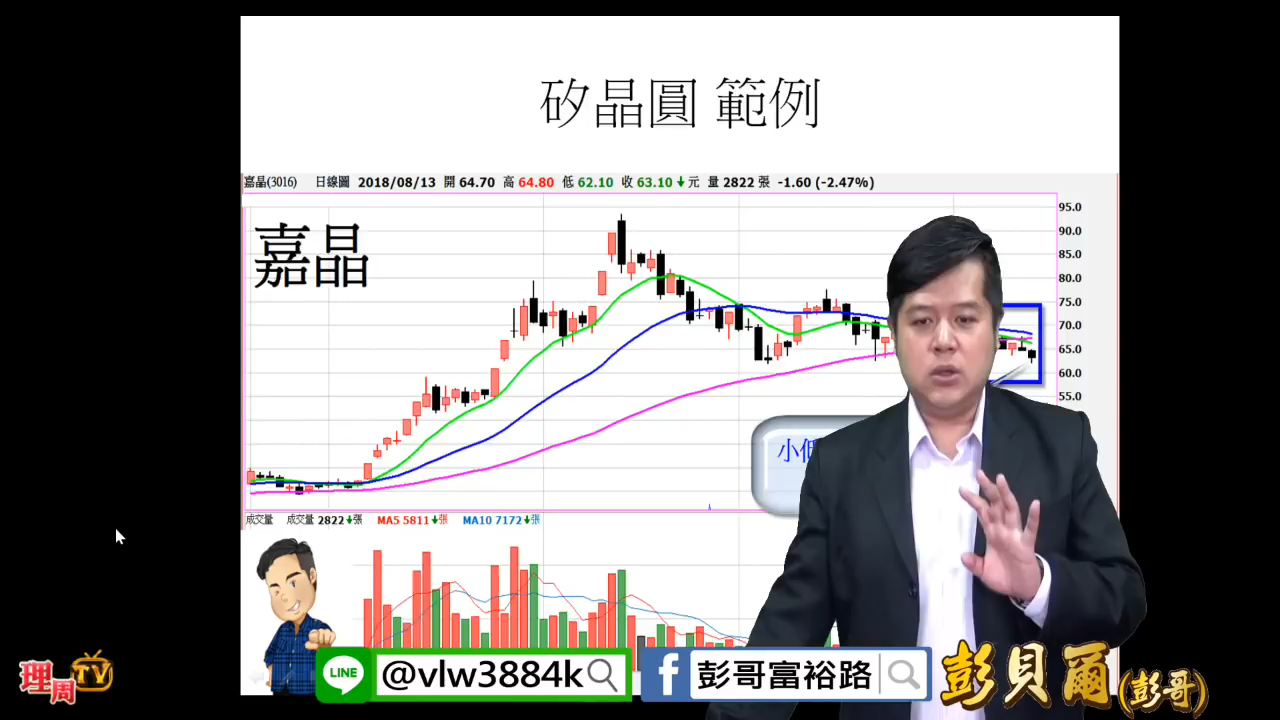 矽晶圓 範例
嘉晶(3016) 日線圖 2018/08/13 開 64.70 高 64.80 低 62.10 收 63.10↓元 量 2822 張 -1.60 (-2.47%)
嘉晶
95.0
90.0
85.0
80.0
75.0
70.0
65.0
60.0
55.0
小低
成交量 成交量 2822↓張 MA5 5811↓張 MA10 7172↓張
理周TV
LINE @vlw3884k
f 彭哥富裕路
彭貝爾(彭哥)